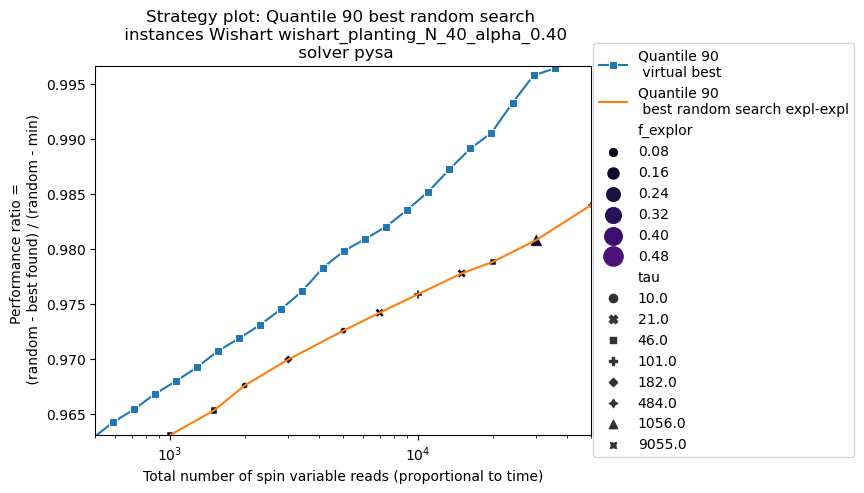 Strategy plot: Quantile 90 best random search
instances Wishart wishart_planting_N_40_alpha_0.40
solver pysa
Performance ratio =
(random - best found) / (random - min)
0.995
0.990
0.985
0.980
0.975
0.970
0.965
10³
10⁴
Total number of spin variable reads (proportional to time)
Quantile 90
virtual best
Quantile 90
best random search expl-expl
f_explor
0.08
0.16
0.24
0.32
0.40
0.48
tau
10.0
21.0
46.0
101.0
182.0
484.0
1056.0
9055.0